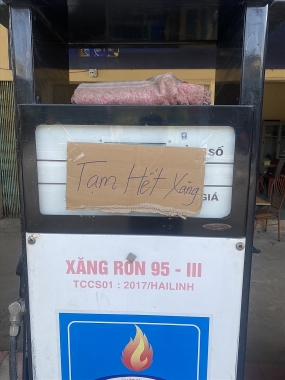 SỐ
Tạm Hết Xăng
GIÁ
XĂNG RON 95 - III
TCCS01 : 2017/HAILINH